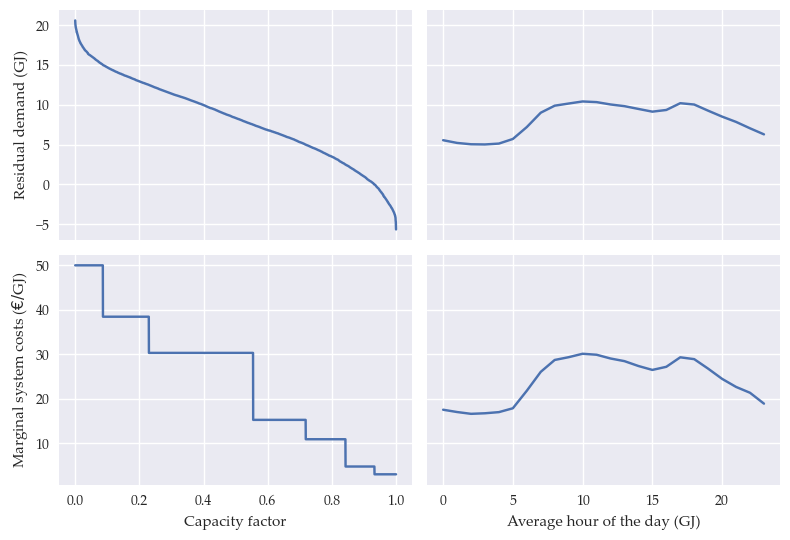 Residual demand (GJ)
20
15
10
5
0
−5
Marginal system costs (€/GJ)
50
40
30
20
10
0.0 0.2 0.4 0.6 0.8 1.0
Capacity factor
0 5 10 15 20
Average hour of the day (GJ)